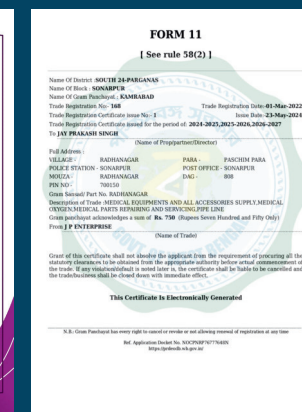 FORM 11
[ See rule 58(2) ]
Name Of District :SOUTH 24-PARGANAS
Name Of Block - SONARPUR
Name Of Gram Panchayat : KAMRABAD
Trade Registration No- 168 Trade Registration Date:-01-Mar-2022
Trade Registration Certificate issue No.- 1 Issue Date:-23-May-2024
Trade Registration Certificate issued for the period of: 2024-2025,2025-2026,2026-2027
To JAY PRAKASH SINGH
(Name of Prop/partner/Director)
Full Address :
VILLAGE - RADHANAGAR PARA - PASCHIM PARA
POLICE STATION - SONARPUR POST OFFICE - SONARPUR
MOUZA - RADHANAGAR DAG - 808
PIN NO - 700150
Gram Sansad/ Part No. RADHANAGAR
Description of Trade :MEDICAL EQUIPMENTS AND ALL ACCESSORIES SUPPLY,MEDICAL
OXYGEN,MEDICAL PARTS REPAIRING AND SERVICING,PIPE LINE
Gram panchayat acknowledges a sum of Rs. 750 (Rupees Seven Hundred and Fifty Only)
From J P ENTERPRISE
(Name of Trade)
Grant of this certificate shall not absolve the applicant from the requirement of procuring all the
statutory clearances to be obtained from the appropriate authority before actual commencement of
the trade. If any violation/default is noted later is, the certificate shall be liable to be cancelled and
the trade/business shall be closed down with immediate effect.
This Certificate Is Electronically Generated
N.B.: Gram Panchayat has every right to cancel or revoke or not allowing renewal of registration at any time
Ref. Application Docket No.